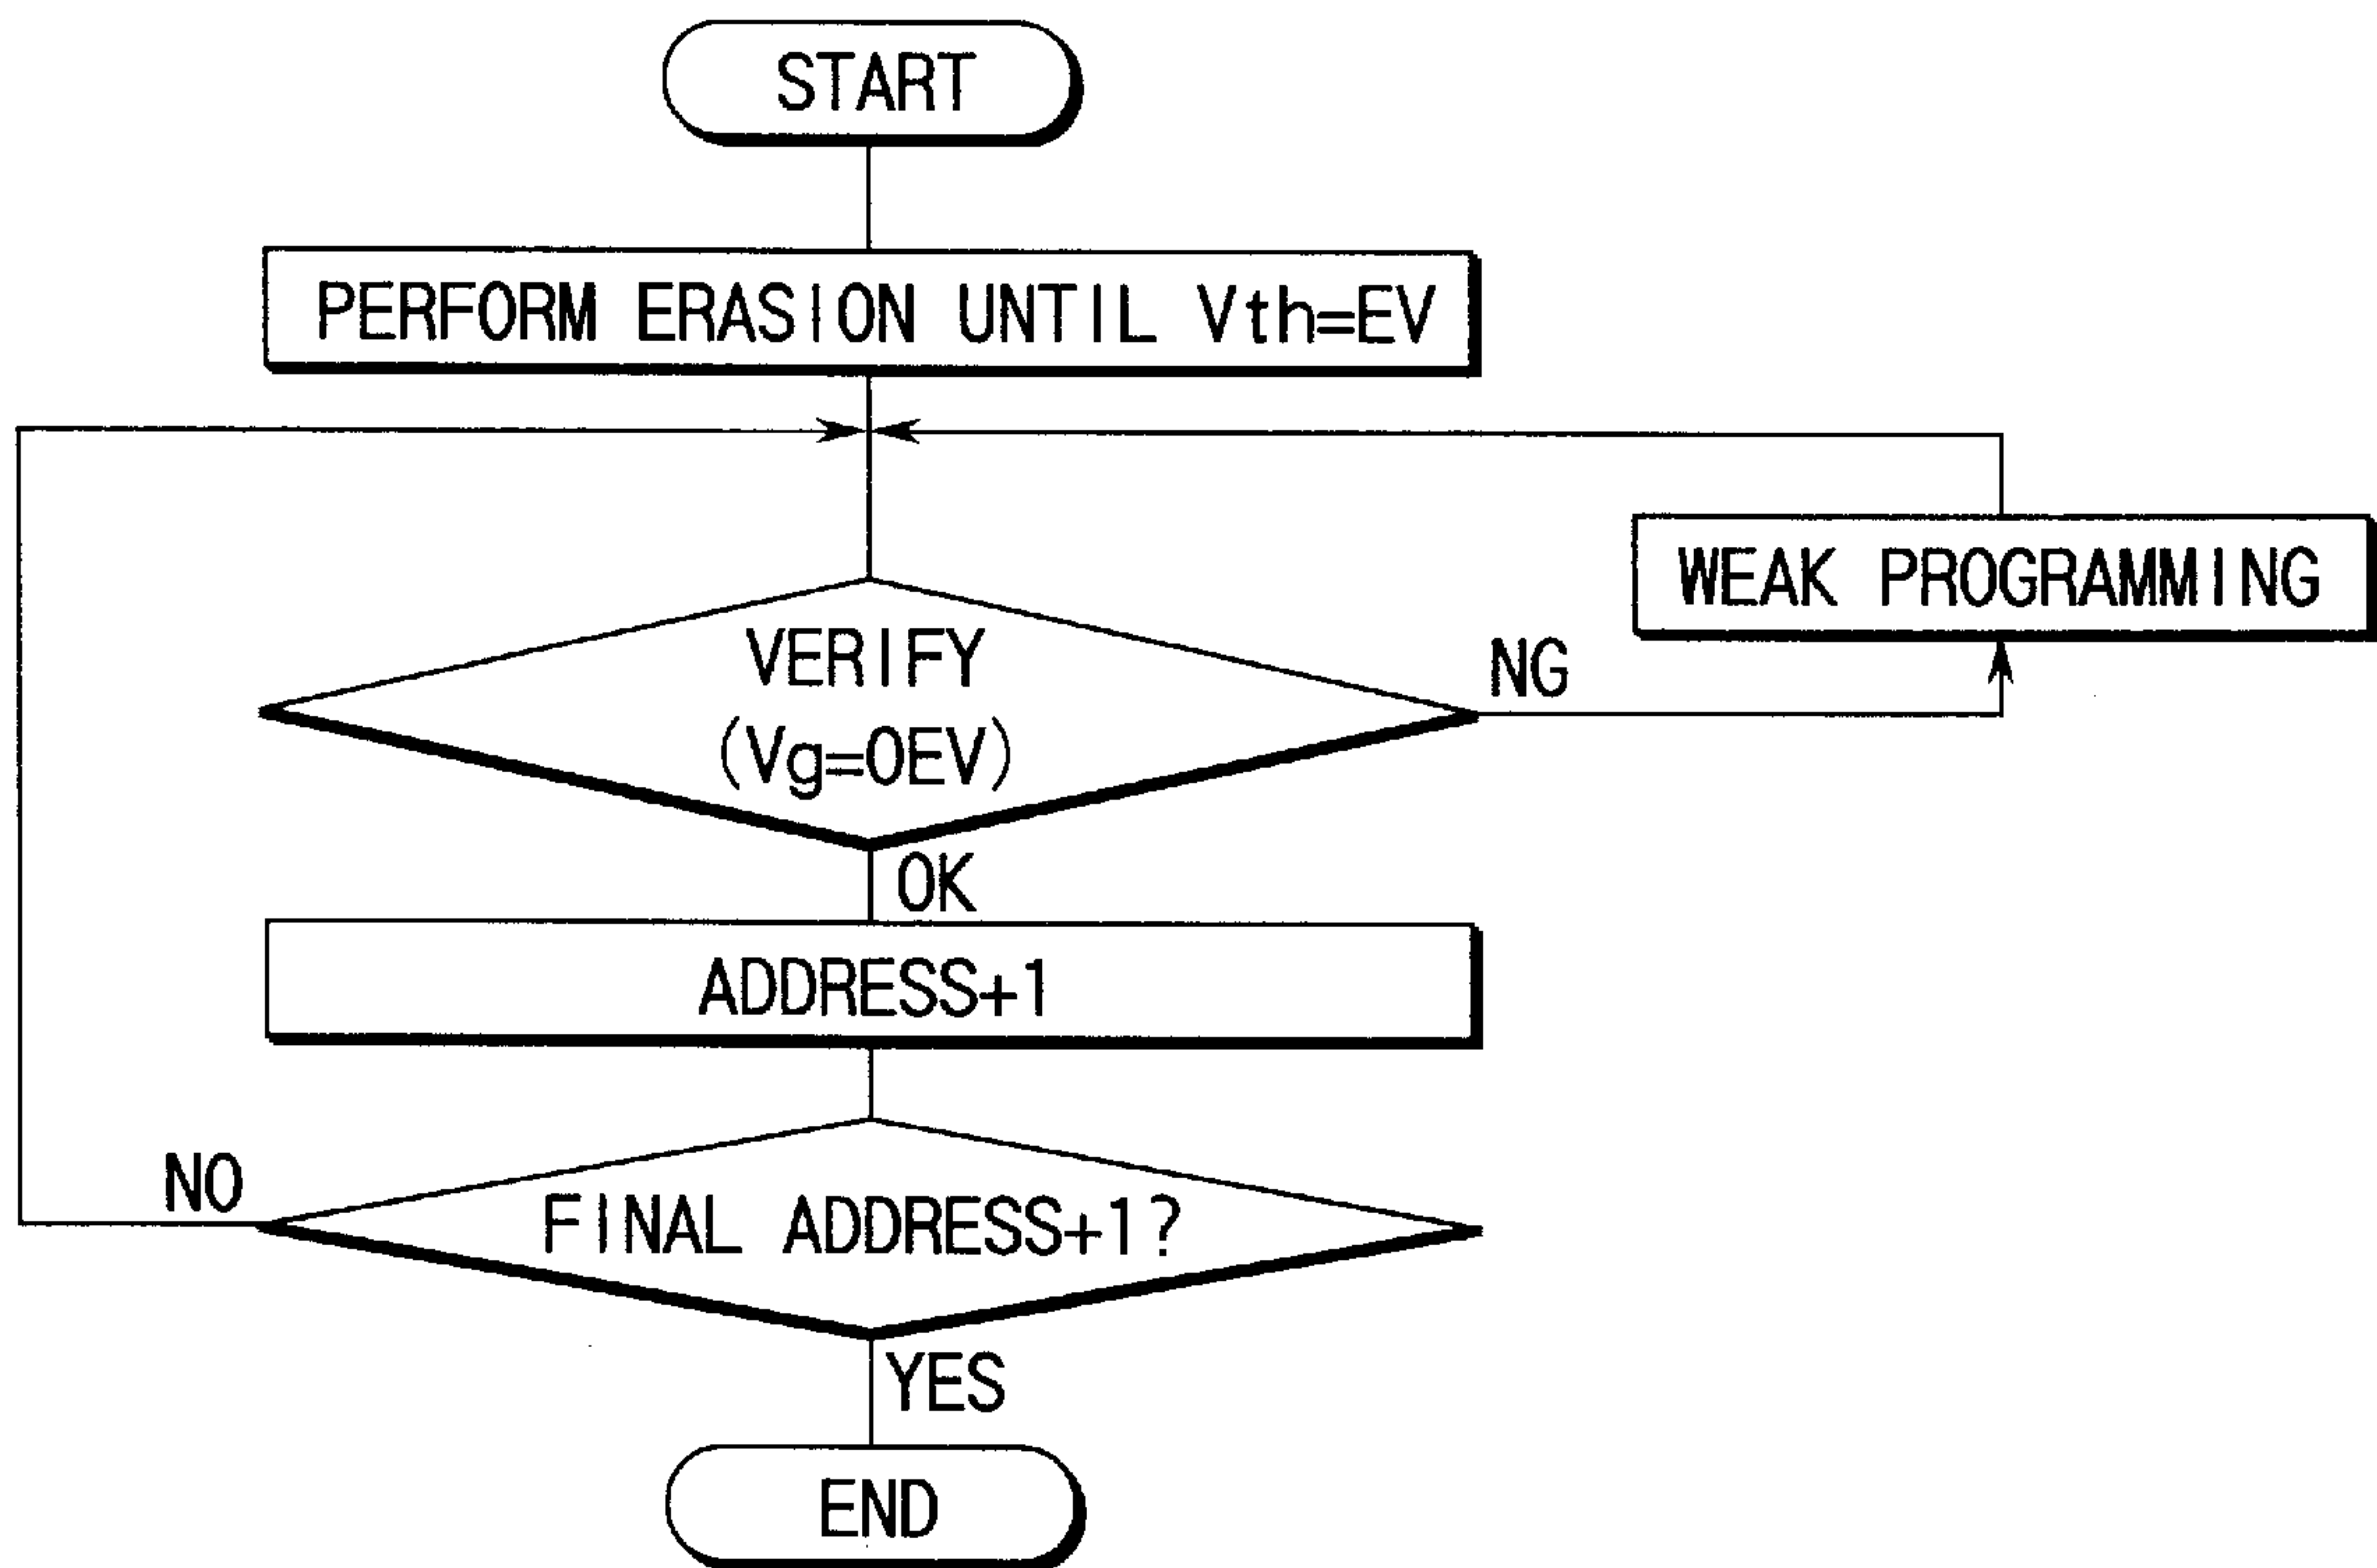 START
PERFORM ERASION UNTIL Vth=EV
WEAK PROGRAMMING
VERIFY
(Vg=OEV)
NG
OK
ADDRESS+1
NO
FINAL ADDRESS+1?
YES
END